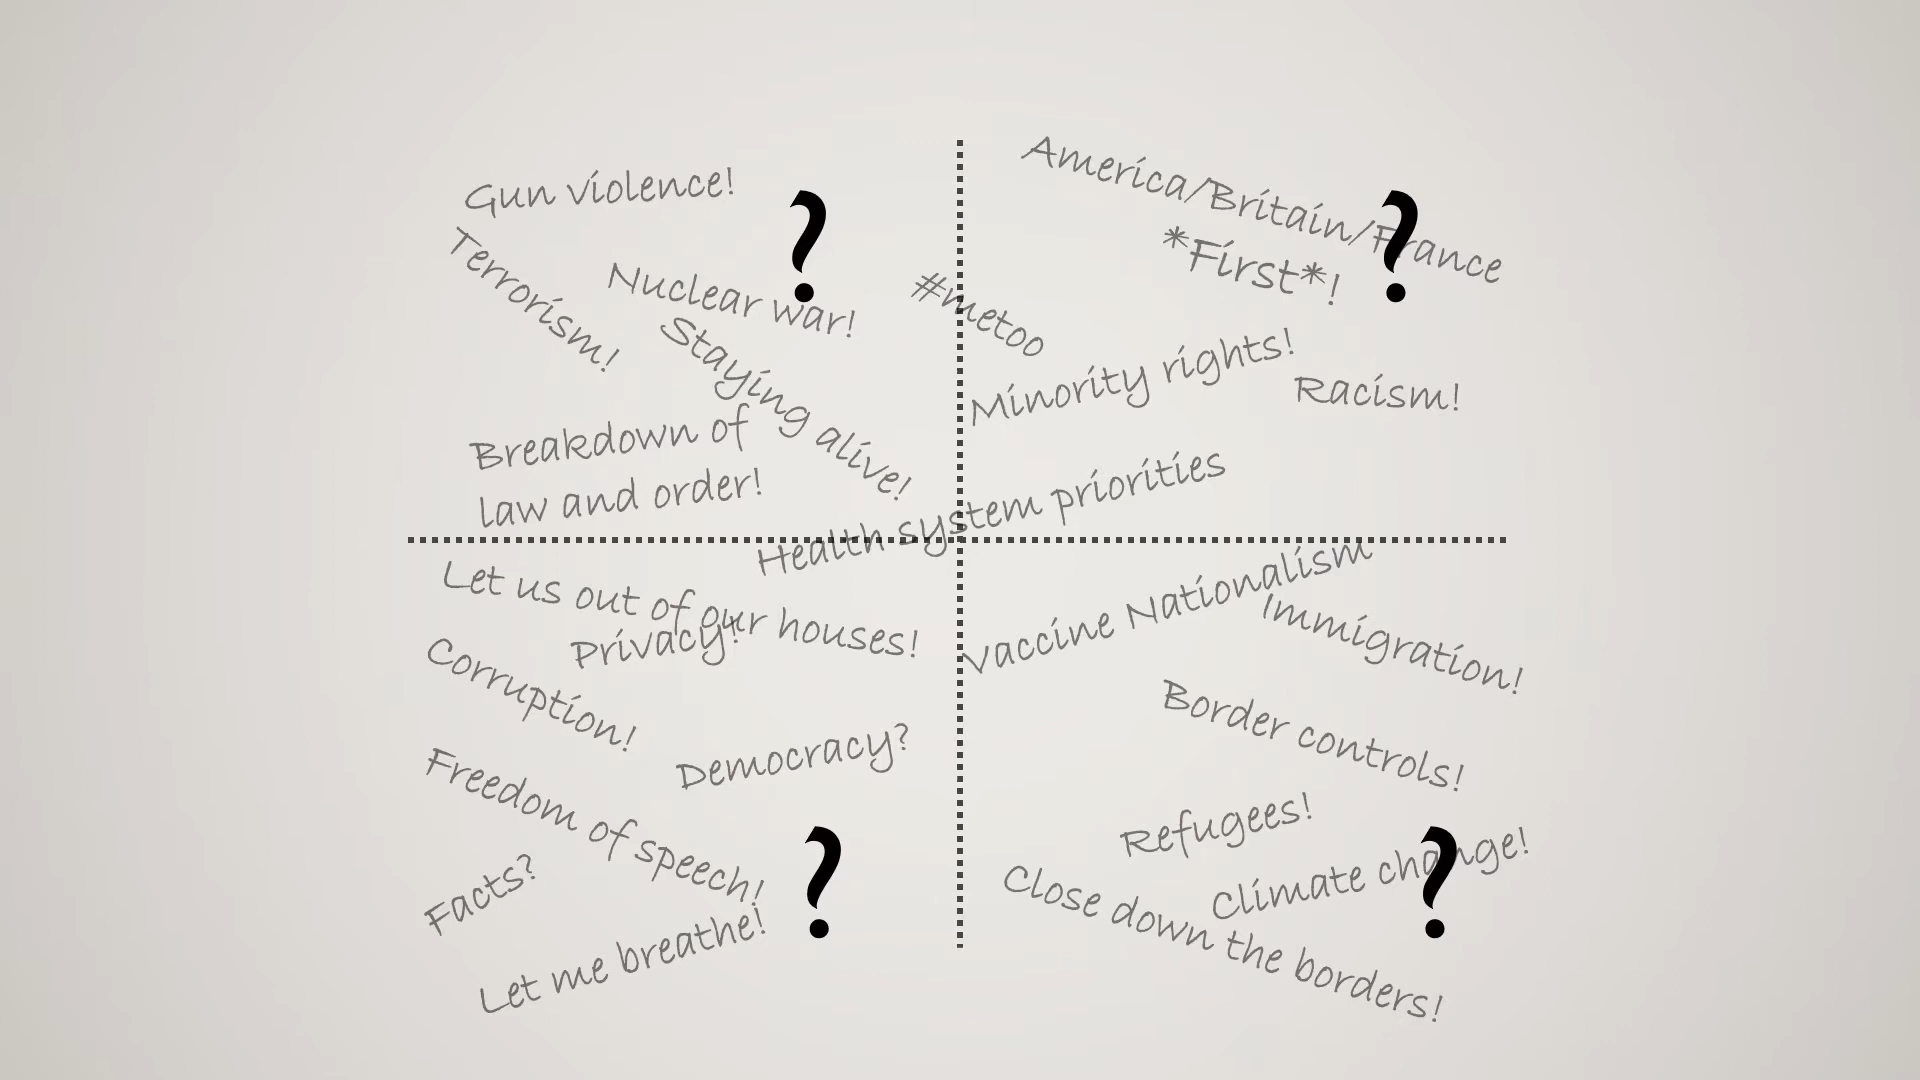 Gun violence!
?
Terrorism!
Nuclear war!
Staying alive!
Breakdown of
law and order!
#metoo
America/Britain/France
*First*!
?
Minority rights!
Racism!
Health system priorities
Let us out of our houses!
Privacy!
Corruption!
Democracy?
Freedom of speech!
Facts?
Let me breathe!
?
Vaccine Nationalism
Immigration!
Border controls!
Refugees!
Climate change!
?
Close down the borders!